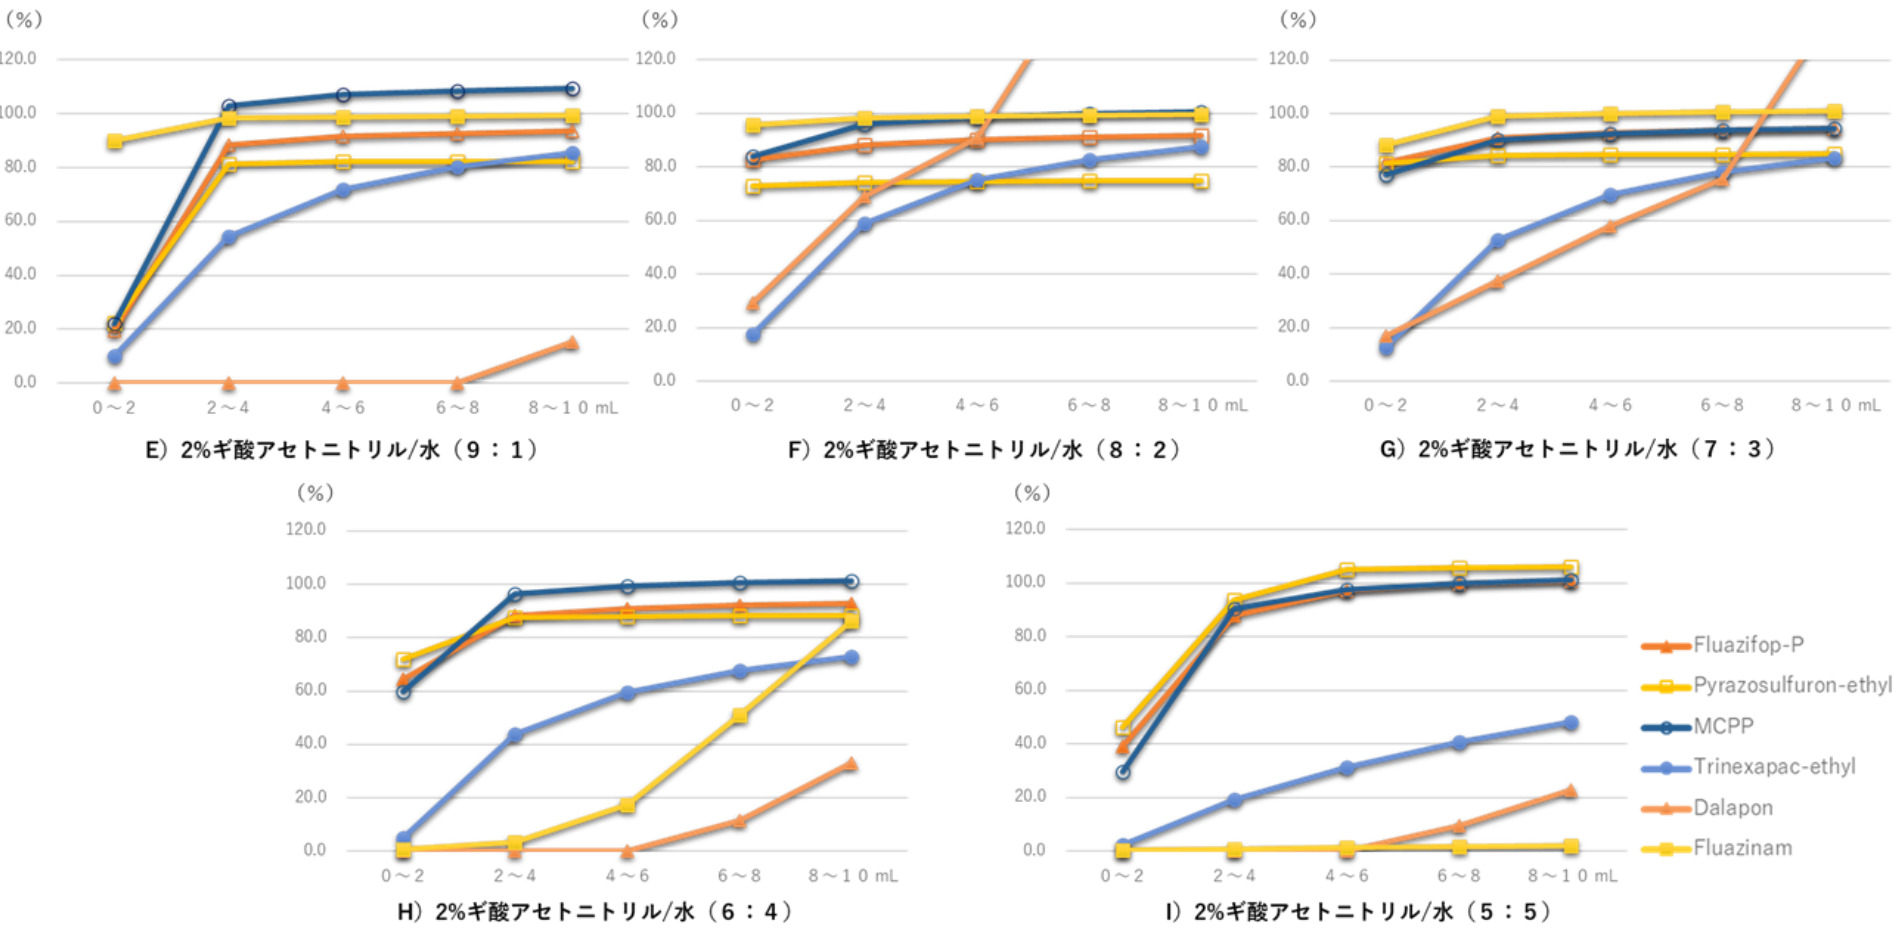 （%） （%） （%）
120.0 120.0 120.0
100.0 100.0 100.0
80.0 80.0 80.0
60.0 60.0 60.0
40.0 40.0 40.0
20.0 20.0 20.0
0.0 0.0 0.0
０～２ ２～４ ４～６ ６～８ ８～１０ mL ０～２ ２～４ ４～６ ６～８ ８～１０ mL ０～２ ２～４ ４～６ ６～８ ８～１０ mL
E）2%ギ酸アセトニトリル/水（９：１） F）2%ギ酸アセトニトリル/水（８：２） G）2%ギ酸アセトニトリル/水（７：３）
（%） （%）
120.0 120.0
100.0 100.0
80.0 80.0
60.0 60.0
40.0 40.0
20.0 20.0
0.0 0.0
０～２ ２～４ ４～６ ６～８ ８～１０ mL ０～２ ２～４ ４～６ ６～８ ８～１０ mL
H）2%ギ酸アセトニトリル/水（６：４） I）2%ギ酸アセトニトリル/水（５：５）
Fluazifop-P
Pyrazosulfuron-ethyl
MCPP
Trinexapac-ethyl
Dalapon
Fluazinam